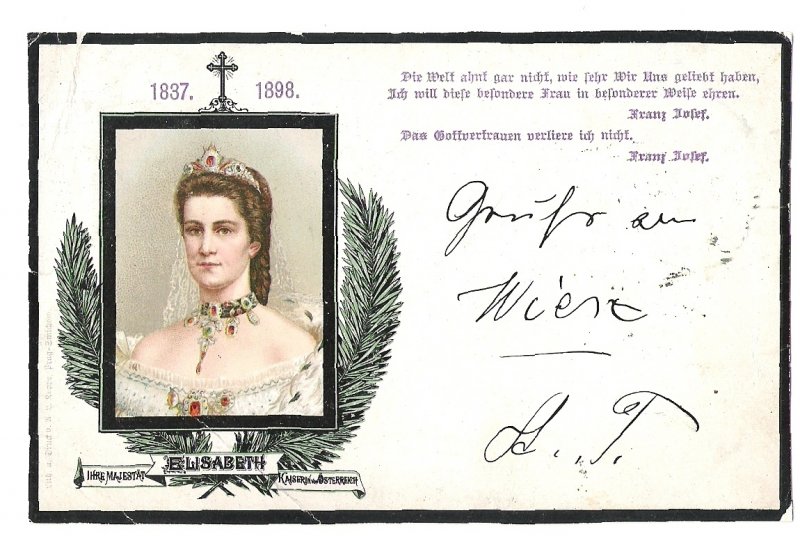 1837.
1898.
Die Welt ahnt gar nicht, wie sehr Wir Uns geliebt haben,
Ich will diese besondere Frau in besonderer Weise ehren.
Franz Josef.
Das Gottvertrauen verliere ich nicht.
Franz Josef.
Gruß
Wien
IHRE MAJESTÄT
ELISABETH
KAISERIN v. ÖSTERREICH